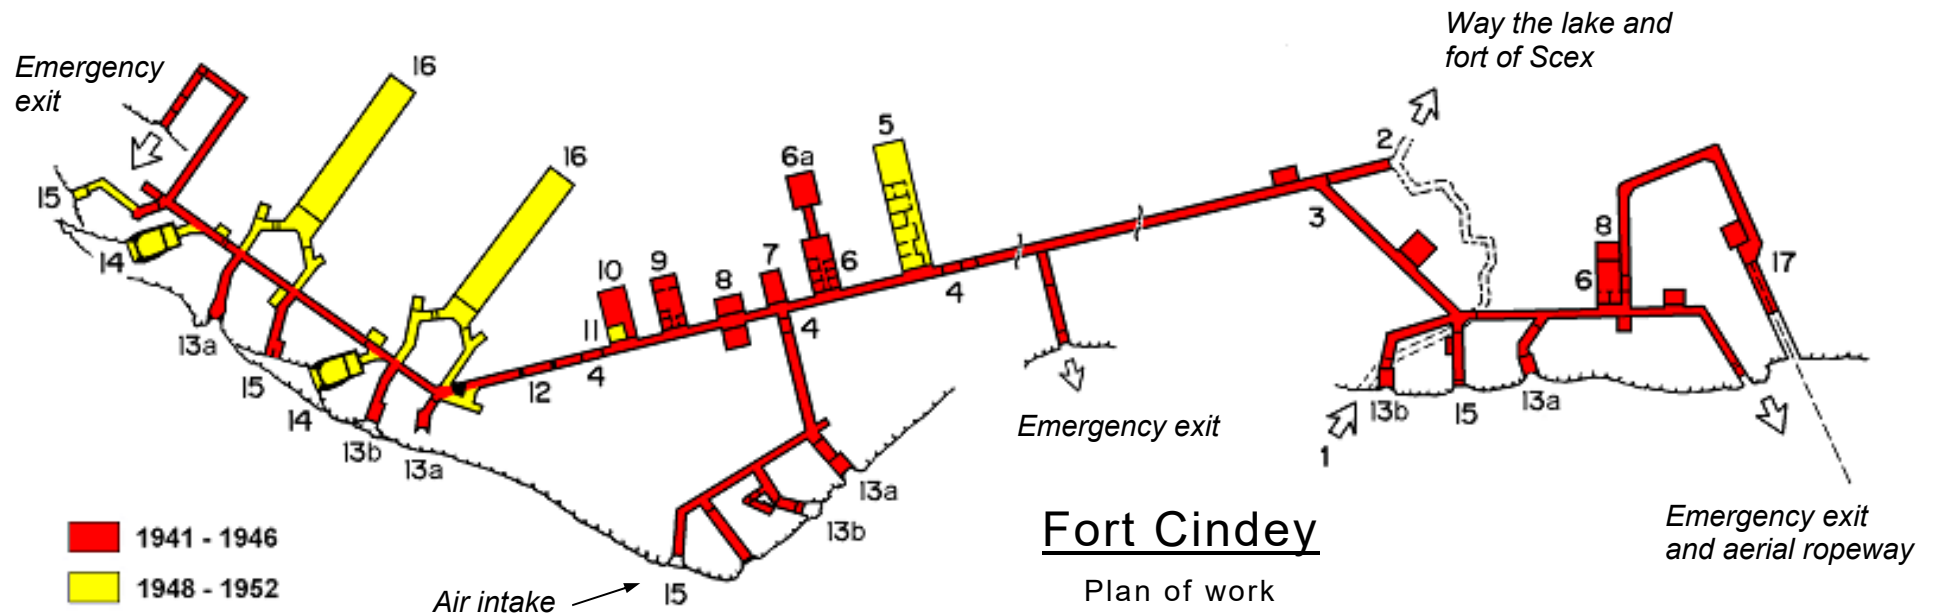 Way the lake and
fort of Scex
Emergency
exit
16
16
5
6a
2
15
14
10
9
8
7
6
11
4
4
12
4
3
8
6
17
13a
15
14
13b
13a
13b
15
13a
1
Emergency exit
13a
13b
15
Air intake
1941 - 1946
1948 - 1952
Fort Cindey
Plan of work
Emergency exit
and aerial ropeway